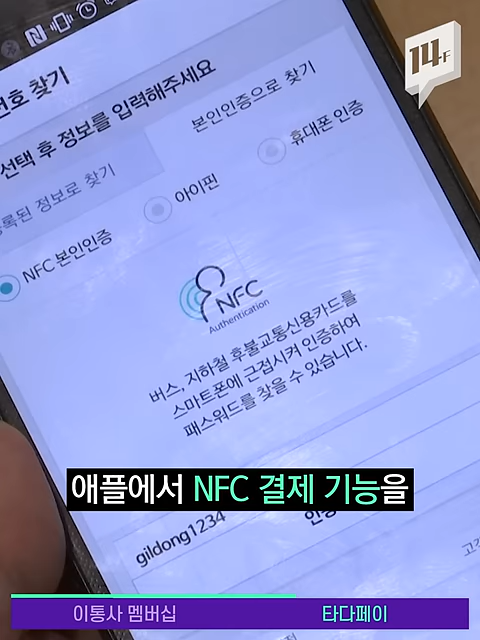 14F
번호 찾기
선택 후 정보를 입력해주세요
등록된 정보로 찾기
본인인증으로 찾기
NFC 본인인증
아이핀
휴대폰 인증
NFC
Authentication
버스, 지하철 후불교통신용카드를
스마트폰에 근접시켜 인증하여
패스워드를 찾을 수 있습니다.
애플에서 NFC 결제 기능을
gildong1234
이통사 멤버십
타다페이